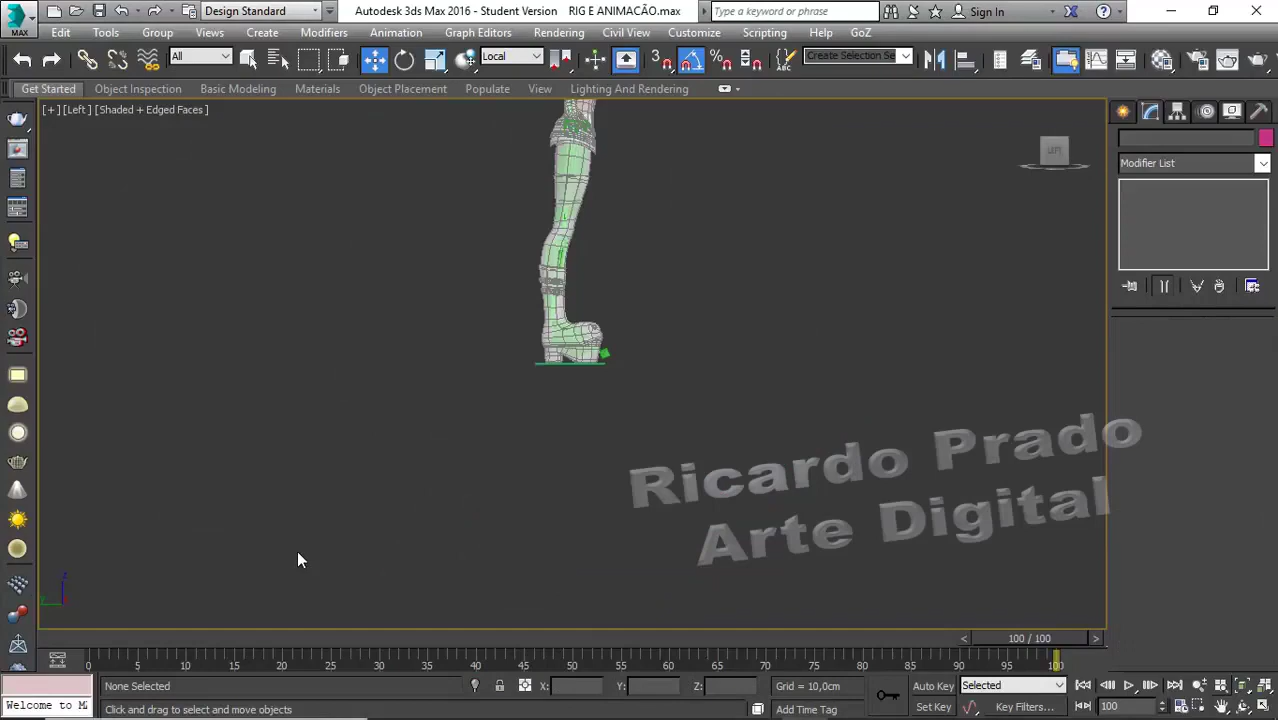 MAX
Design Standard
Autodesk 3ds Max 2016 - Student Version RIG E ANIMACÃO.max
Type a keyword or phrase
Sign In
Edit Tools Group Views Create Modifiers Animation Graph Editors Rendering Civil View Customize Scripting Help GoZ
All
Local
Create Selection Se
Get Started Object Inspection Basic Modeling Materials Object Placement Populate View Lighting And Rendering
[+] [Left] [Shaded + Edged Faces]
Modifier List
Ricardo Prado
Arte Digital
z
100 / 100
0 5 10 15 20 25 30 35 40 45 50 55 60 65 70 75 80 85 90 95 100
None Selected
X: Y: Z:
Grid = 10,0cm
Auto Key Selected
Welcome to M
Click and drag to select and move objects
Add Time Tag
Set Key Key Filters...
100